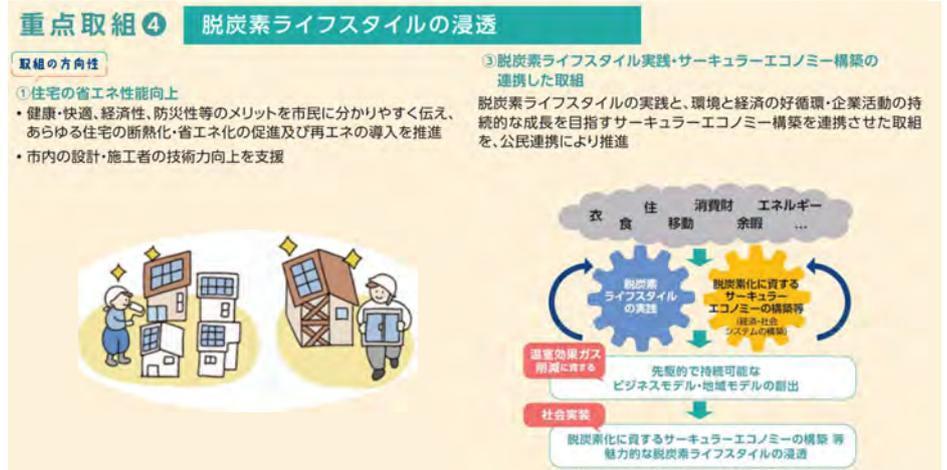 重点取組❹ 脱炭素ライフスタイルの浸透
取組の方向性
①住宅の省エネ性能向上
・健康・快適、経済性、防災性等のメリットを市民に分かりやすく伝え、
あらゆる住宅の断熱化・省エネ化の促進及び再エネの導入を推進
・市内の設計・施工者の技術力向上を支援
③脱炭素ライフスタイル実践・サーキュラーエコノミー構築の
連携した取組
脱炭素ライフスタイルの実践と、環境と経済の好循環・企業活動の持
続的な成長を目指すサーキュラーエコノミー構築を連携させた取組
を、公民連携により推進
衣 住 消費財 エネルギー
食 移動 余暇 …
脱炭素
ライフスタイル
の実践
脱炭素化に資する
サーキュラー
エコノミーの構築等
(経済・社会
システムの構築)
温室効果ガス
削減に資する
先駆的で持続可能な
ビジネスモデル・地域モデルの創出
社会実装
脱炭素化に資するサーキュラーエコノミーの構築 等
魅力的な脱炭素ライフスタイルの浸透